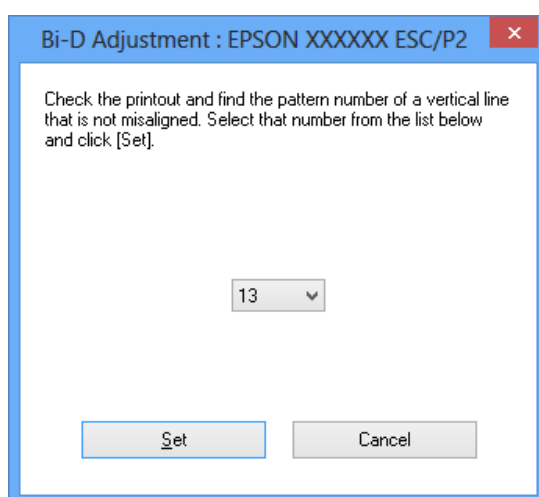 Bi-D Adjustment : EPSON XXXXXX ESC/P2
Check the printout and find the pattern number of a vertical line
that is not misaligned. Select that number from the list below
and click [Set].
13
Set Cancel